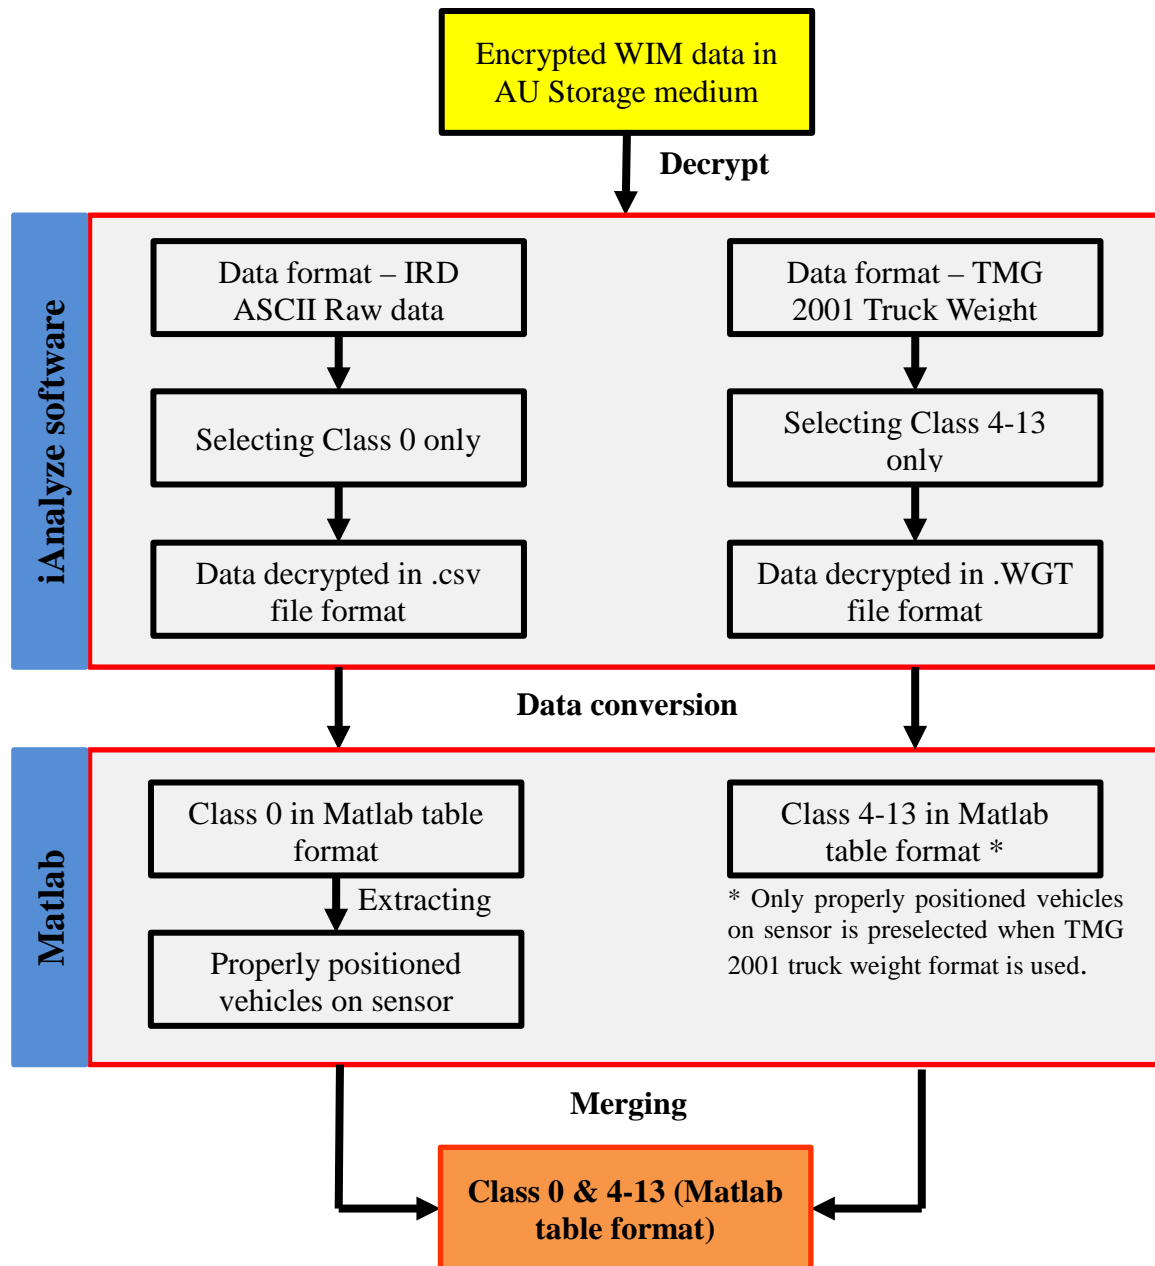 Encrypted WIM data in
AU Storage medium
Decrypt
iAnalyze software
Data format – IRD
ASCII Raw data
Data format – TMG
2001 Truck Weight
Selecting Class 0 only
Selecting Class 4-13
only
Data decrypted in .csv
file format
Data decrypted in .WGT
file format
Data conversion
Matlab
Class 0 in Matlab table
format
Extracting
Properly positioned
vehicles on sensor
Class 4-13 in Matlab
table format *
* Only properly positioned vehicles
on sensor is preselected when TMG
2001 truck weight format is used.
Merging
Class 0 & 4-13 (Matlab
table format)